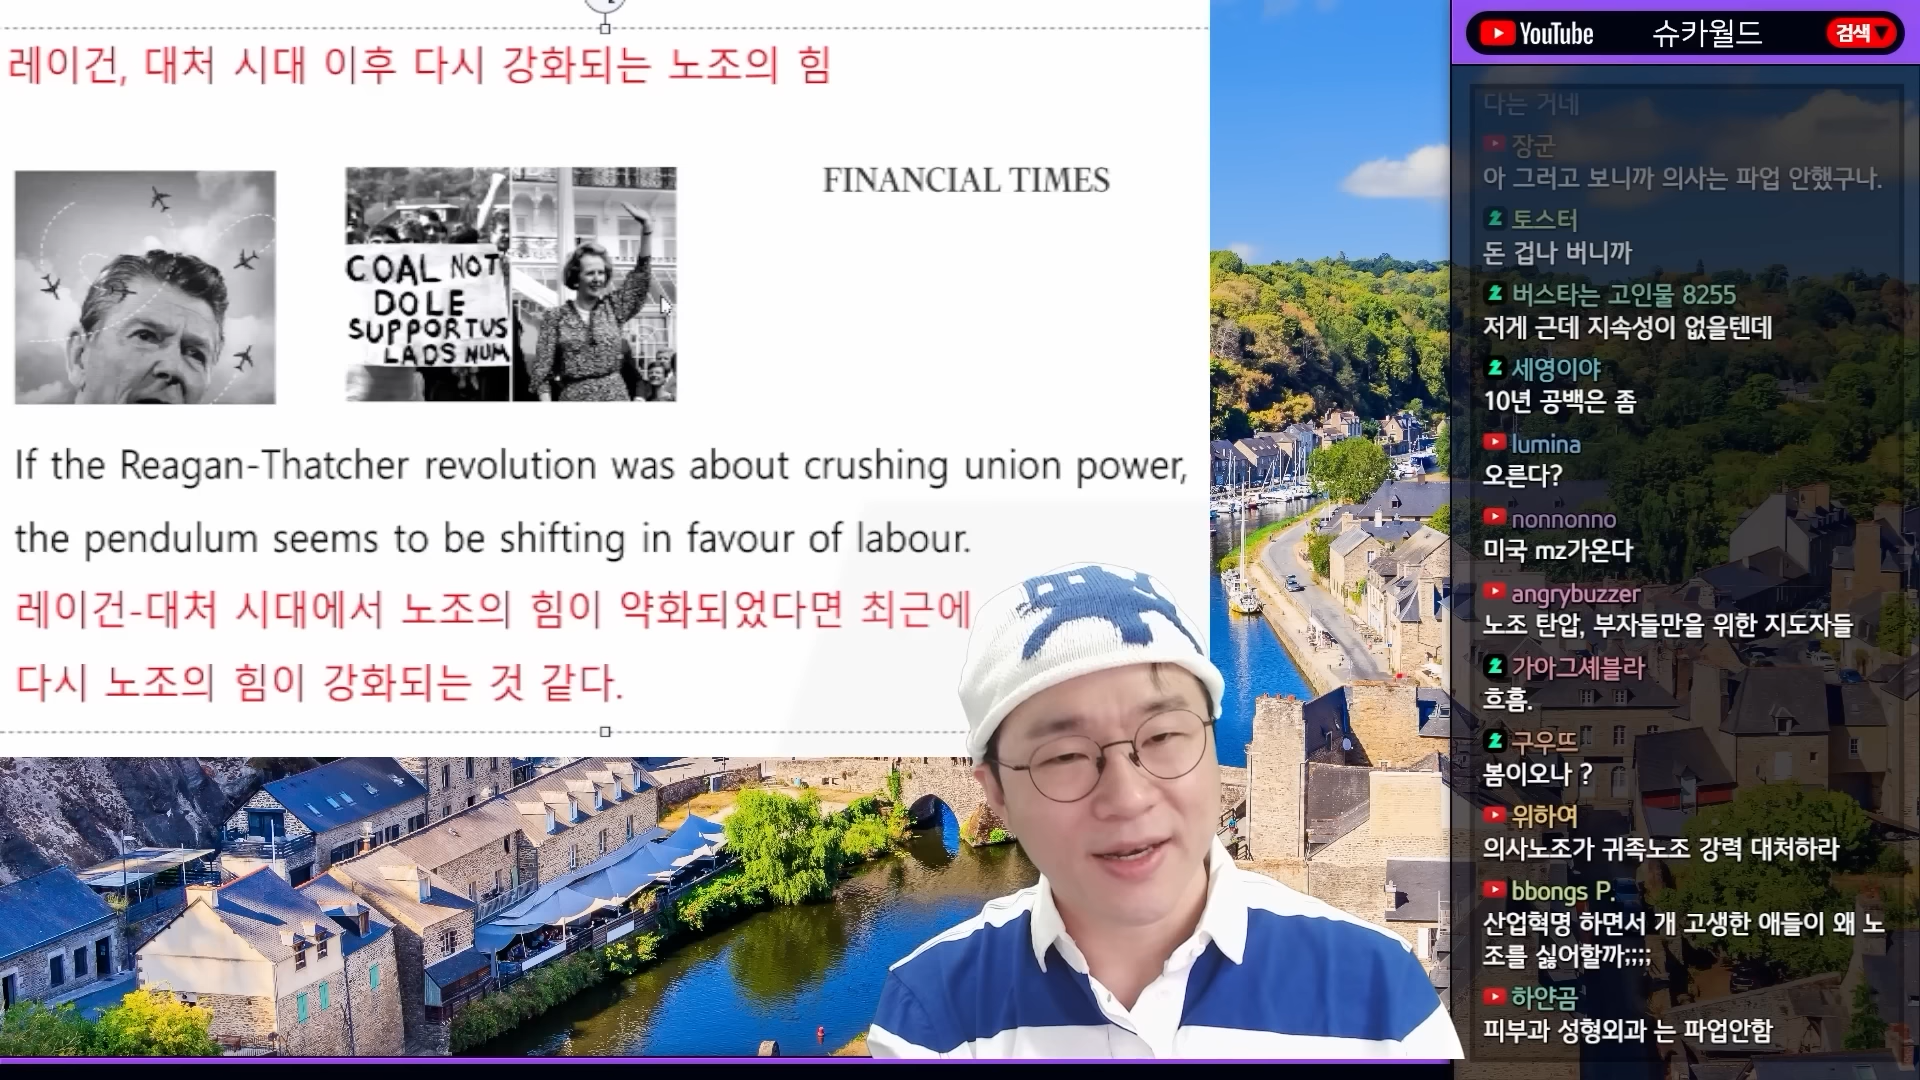 레이건, 대처 시대 이후 다시 강화되는 노조의 힘
FINANCIAL TIMES
COAL NOT
DOLE
SUPPORT US
LADS NUM
If the Reagan-Thatcher revolution was about crushing union power,
the pendulum seems to be shifting in favour of labour.
레이건-대처 시대에서 노조의 힘이 약화되었다면 최근에
다시 노조의 힘이 강화되는 것 같다.
YouTube 슈카월드 검색
다는 거네
장군
아 그러고 보니까 의사는 파업 안했구나.
토스터
돈 겁나 버니까
버스타는 고인물 8255
저게 근데 지속성이 없을텐데
세영이야
10년 공백은 좀
lumina
오른다?
nonnonno
미국 mz가온다
angrybuzzer
노조 탄압, 부자들만을 위한 지도자들
가아그셰블라
흐흠.
구우뜨
봄이오나 ?
위하여
의사노조가 귀족노조 강력 대처하라
bbongs P.
산업혁명 하면서 개 고생한 애들이 왜 노
조를 싫어할까;;;;
하얀곰
피부과 성형외과 는 파업안함